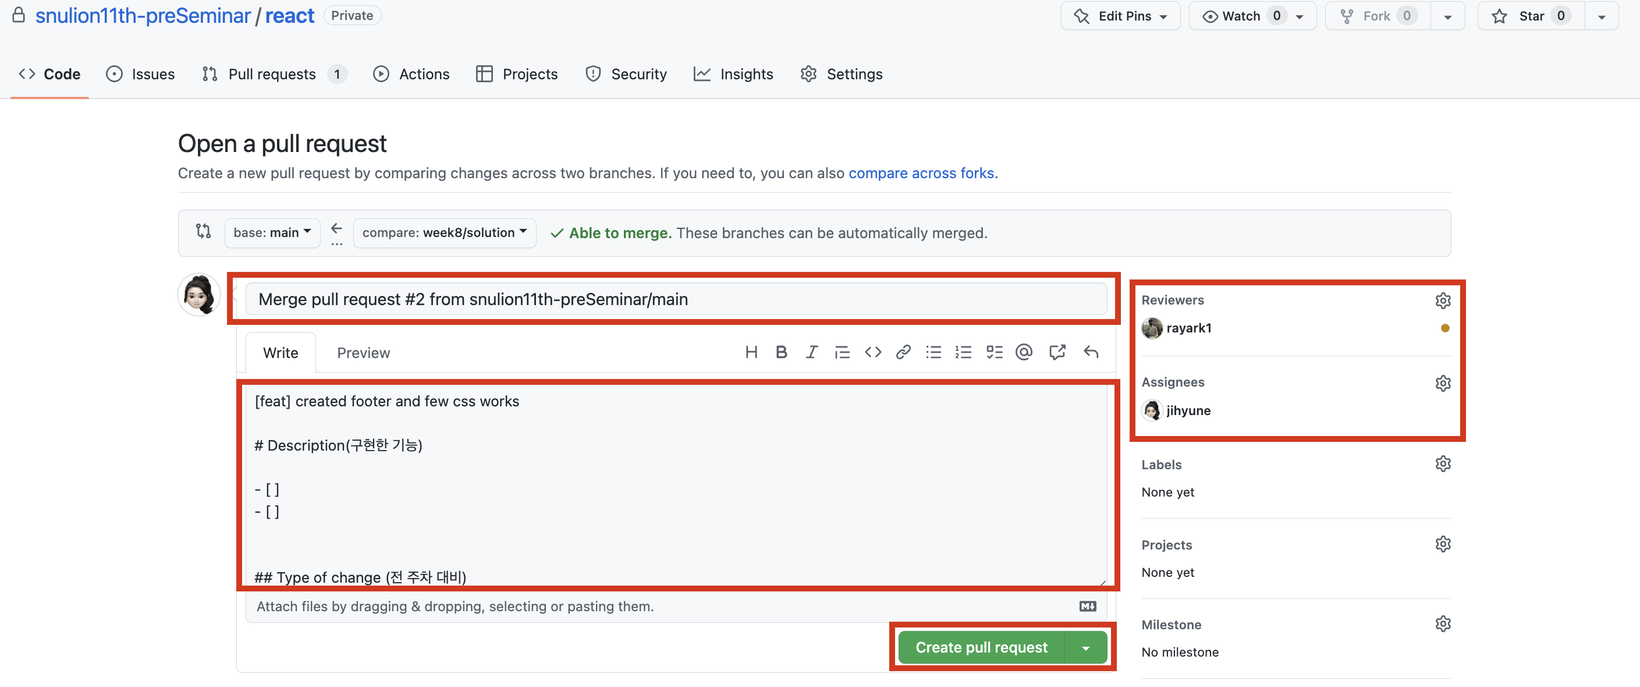 snulion11th-preSeminar / react Private
Edit Pins
Watch 0
Fork 0
Star 0
Code
Issues
Pull requests 1
Actions
Projects
Security
Insights
Settings
Open a pull request
Create a new pull request by comparing changes across two branches. If you need to, you can also compare across forks.
base: main
compare: week8/solution
Able to merge. These branches can be automatically merged.
Merge pull request #2 from snulion11th-preSeminar/main
Write
Preview
[feat] created footer and few css works
# Description(구현한 기능)
- [ ]
- [ ]
## Type of change (전 주차 대비)
Attach files by dragging & dropping, selecting or pasting them.
Create pull request
Reviewers
rayark1
Assignees
jihyune
Labels
None yet
Projects
None yet
Milestone
No milestone